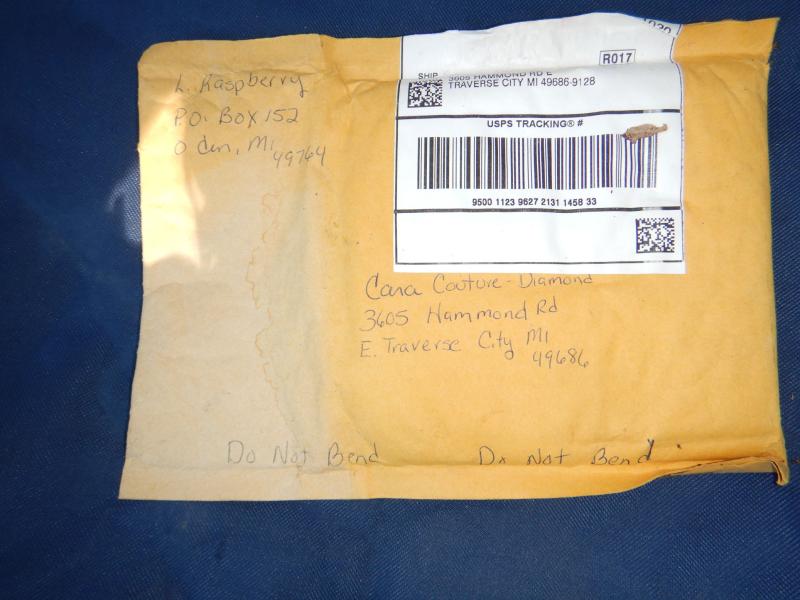 L. Raspberry
P.O. Box 152
Oden, MI
49764
R017
SHIP
3605 HAMMOND RD E
TRAVERSE CITY MI 49686-9128
USPS TRACKING® #
9500 1123 9627 2131 1458 33
Cara Couture-Diamond
3605 Hammond Rd
E. Traverse City MI
49686
Do Not Bend Do Not Bend